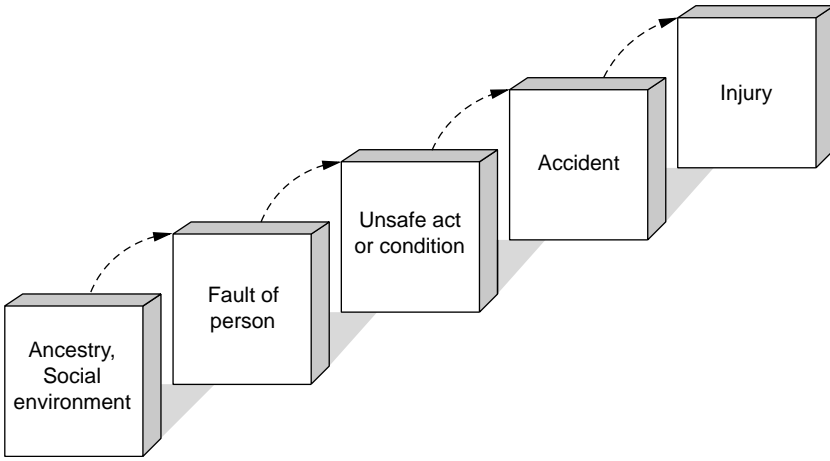 Ancestry,
Social
environment
Fault of
person
Unsafe act
or condition
Accident
Injury